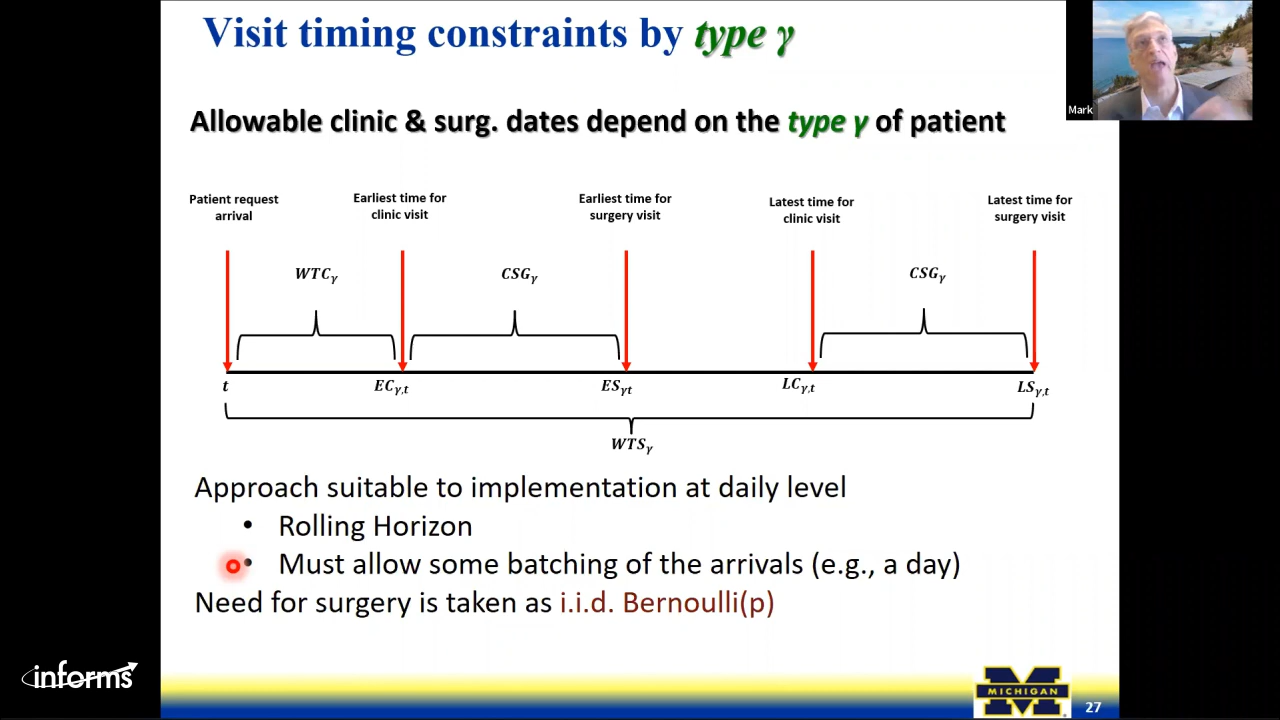 Visit timing constraints by type γ
Mark
Allowable clinic & surg. dates depend on the type γ of patient
Patient request
arrival
Earliest time for
clinic visit
Earliest time for
surgery visit
Latest time for
clinic visit
Latest time for
surgery visit
WTCγ
CSGγ
CSGγ
t
ECγ,t
ESγt
LCγ,t
LSγ,t
WTSγ
Approach suitable to implementation at daily level
• Rolling Horizon
• Must allow some batching of the arrivals (e.g., a day)
Need for surgery is taken as i.i.d. Bernoulli(p)
informs
MICHIGAN
27